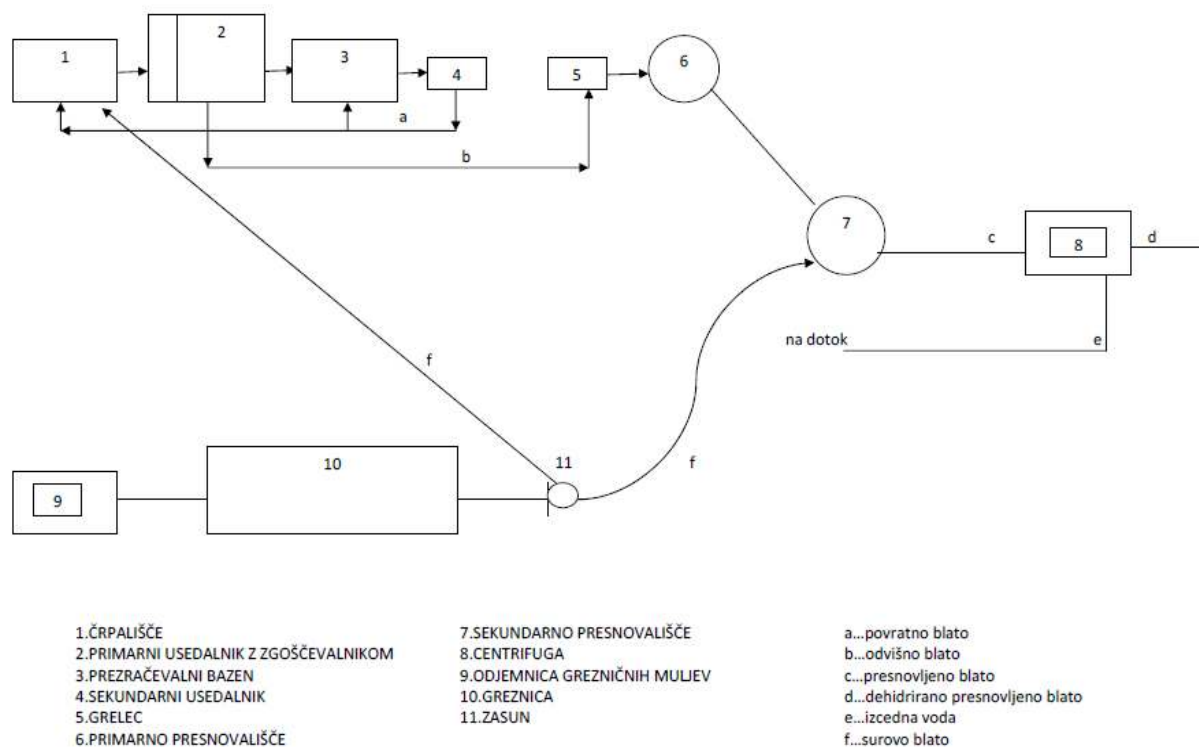 1
2
3
4
5
6
a
b
7
c
8
d
na dotok
e
f
f
9
10
11
1.ČRPALIŠČE
2.PRIMARNI USEDALNIK Z ZGOŠČEVALNIKOM
3.PREZRAČEVALNI BAZEN
4.SEKUNDARNI USEDALNIK
5.GRELEC
6.PRIMARNO PRESNOVALIŠČE
7.SEKUNDARNO PRESNOVALIŠČE
8.CENTRIFUGA
9.ODJEMNICA GREZNIČNIH MULJEV
10.GREZNICA
11.ZASUN
a...povratno blato
b...odvišno blato
c...presnovljeno blato
d...dehidrirano presnovljeno blato
e...izcedna voda
f...surovo blato